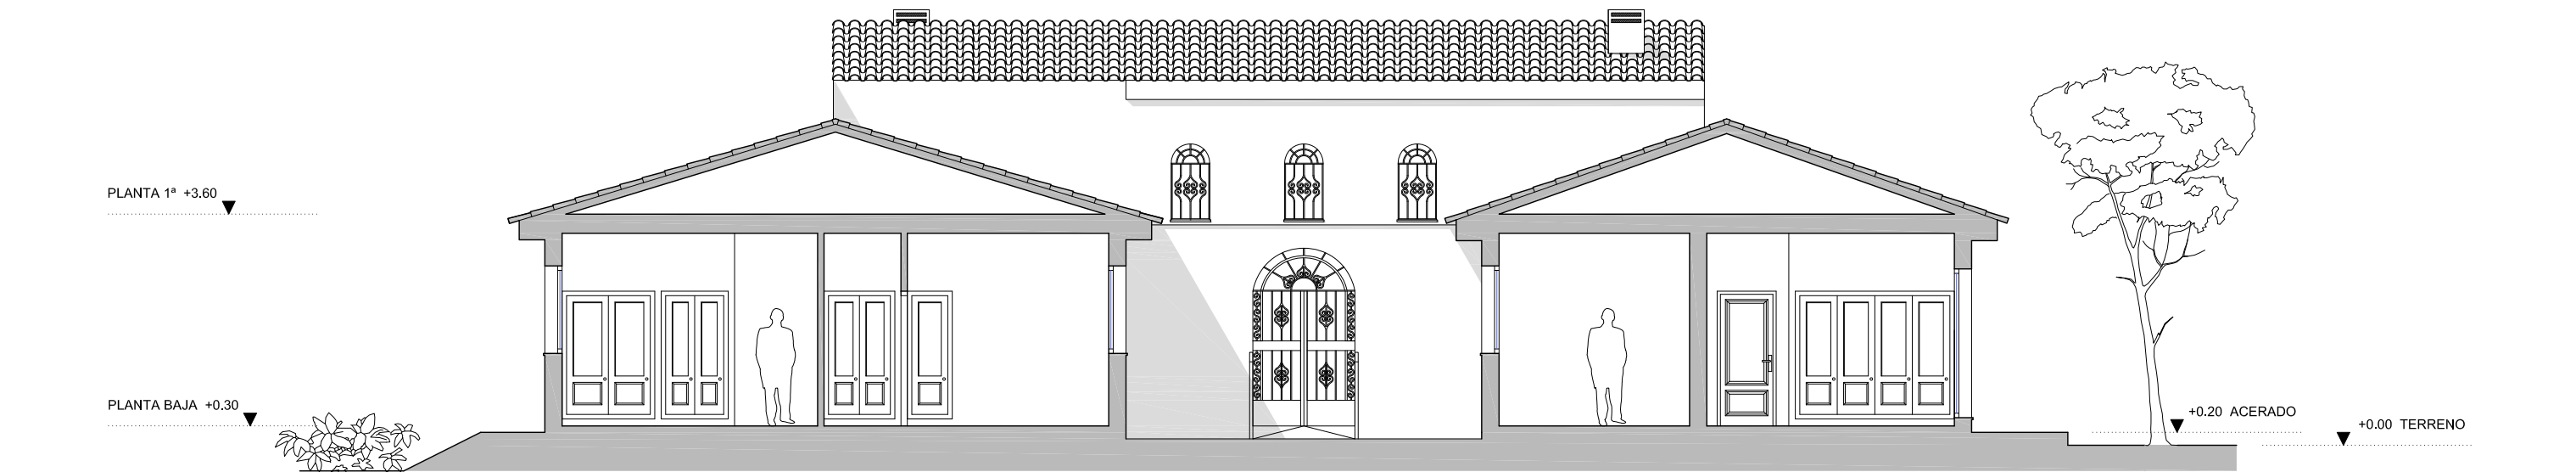 PLANTA 1ª +3.60
PLANTA BAJA +0.30
+0.20 ACERADO
+0.00 TERRENO